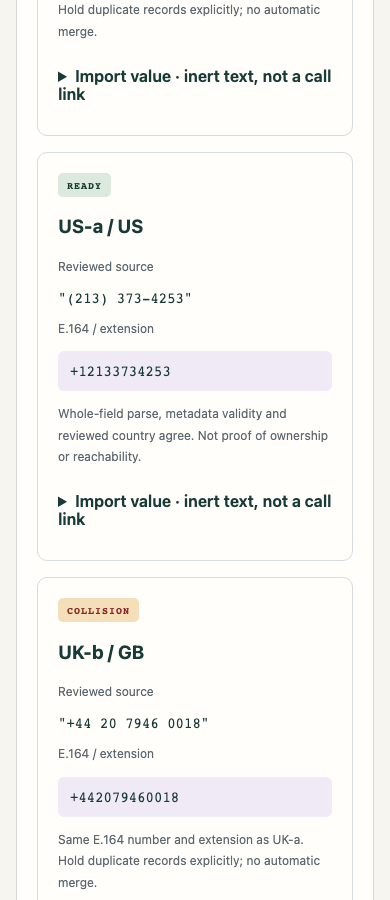 Hold duplicate records explicitly; no automatic
merge.
▶ Import value · inert text, not a call
link
READY
US-a / US
Reviewed source
"(213) 373-4253"
E.164 / extension
+12133734253
Whole-field parse, metadata validity and
reviewed country agree. Not proof of ownership
or reachability.
▶ Import value · inert text, not a call
link
COLLISION
UK-b / GB
Reviewed source
"+44 20 7946 0018"
E.164 / extension
+442079460018
Same E.164 number and extension as UK-a.
Hold duplicate records explicitly; no automatic
merge.